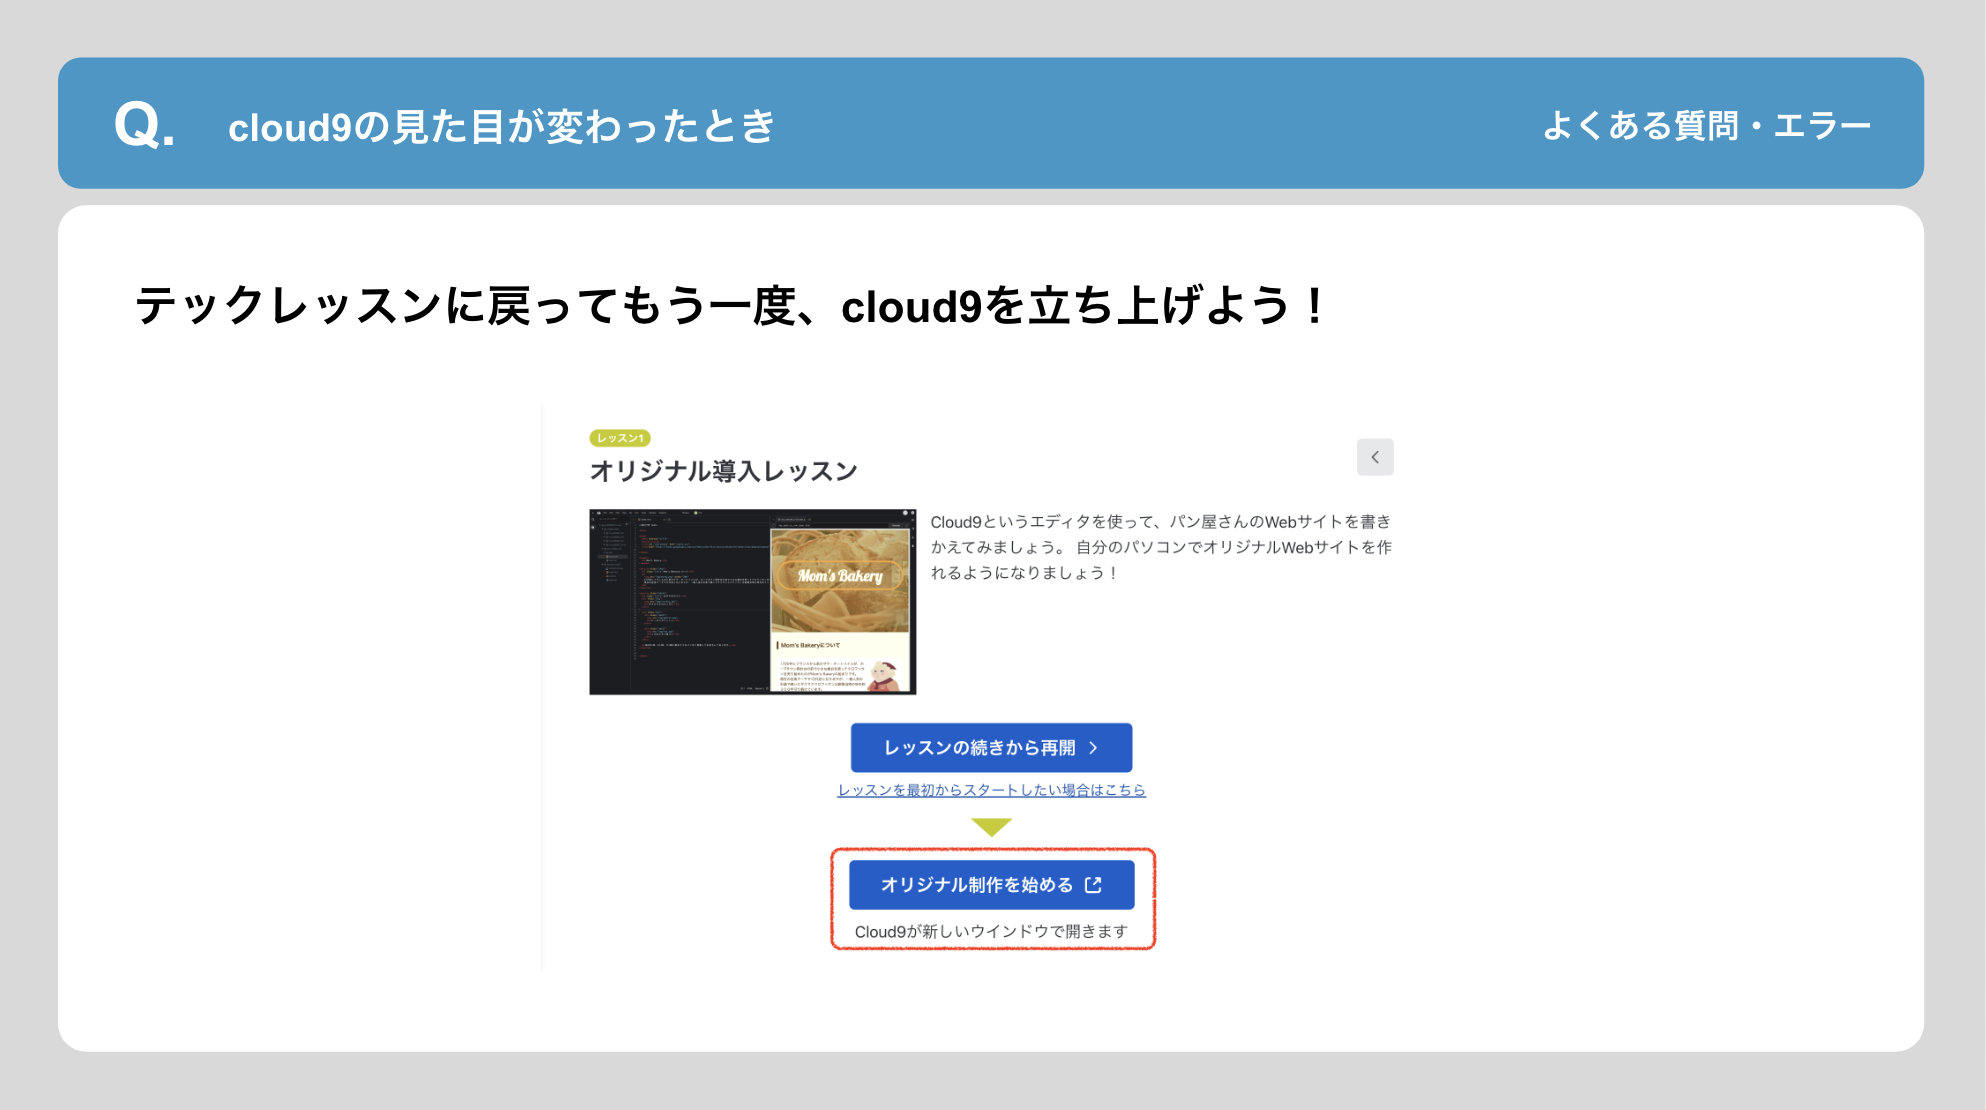 Q. cloud9の見た目が変わったとき
よくある質問・エラー
テックレッスンに戻ってもう一度、cloud9を立ち上げよう！
レッスン1
オリジナル導入レッスン
Mom's Bakery
Mom's Bakeryについて
Cloud9というエディタを使って、パン屋さんのWebサイトを書き
かえてみましょう。 自分のパソコンでオリジナルWebサイトを作
れるようになりましょう！
レッスンの続きから再開
レッスンを最初からスタートしたい場合はこちら
オリジナル制作を始める
Cloud9が新しいウインドウで開きます